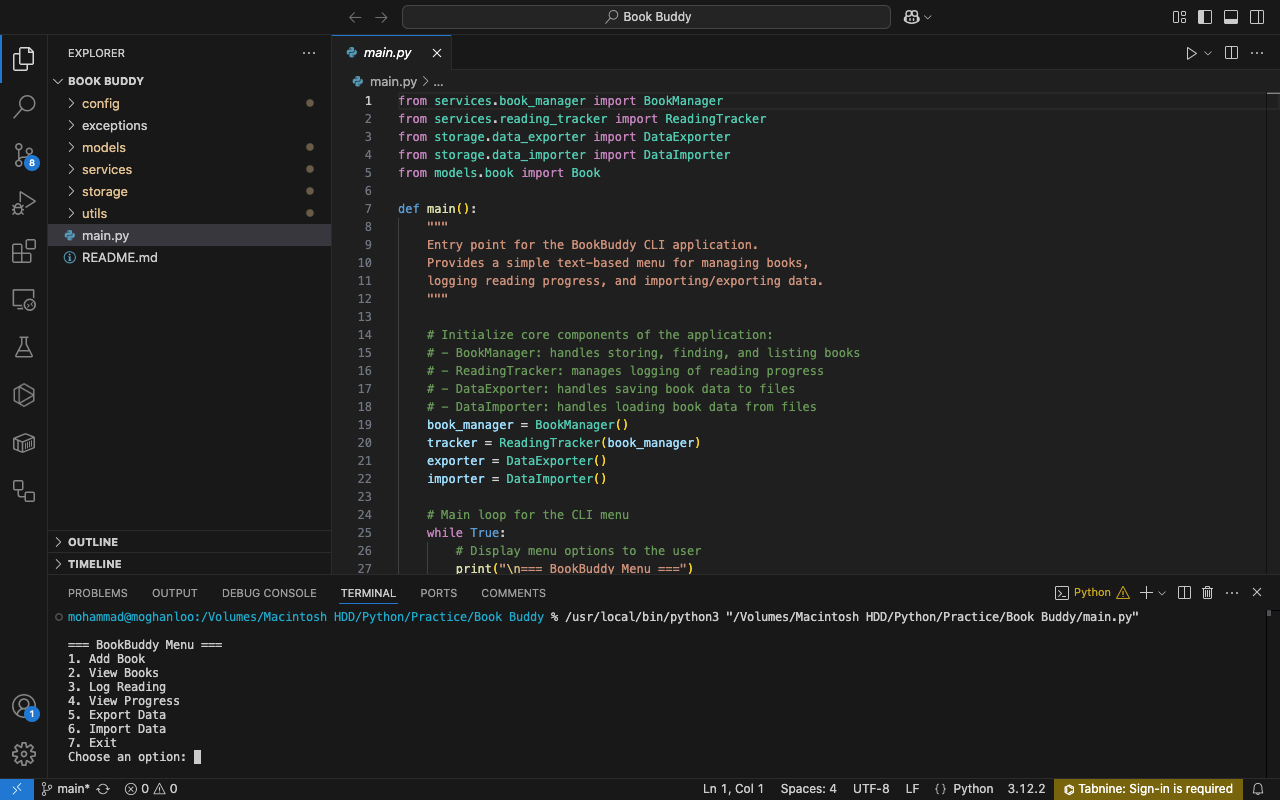 Book Buddy
EXPLORER
BOOK BUDDY
config
exceptions
models
services
storage
utils
main.py
README.md
OUTLINE
TIMELINE
8
1
main.py
main.py > ...
1 from services.book_manager import BookManager
2 from services.reading_tracker import ReadingTracker
3 from storage.data_exporter import DataExporter
4 from storage.data_importer import DataImporter
5 from models.book import Book
6
7 def main():
8 """
9 Entry point for the BookBuddy CLI application.
10 Provides a simple text-based menu for managing books,
11 logging reading progress, and importing/exporting data.
12 """
13
14 # Initialize core components of the application:
15 # - BookManager: handles storing, finding, and listing books
16 # - ReadingTracker: manages logging of reading progress
17 # - DataExporter: handles saving book data to files
18 # - DataImporter: handles loading book data from files
19 book_manager = BookManager()
20 tracker = ReadingTracker(book_manager)
21 exporter = DataExporter()
22 importer = DataImporter()
23
24 # Main loop for the CLI menu
25 while True:
26 # Display menu options to the user
27 print("\n=== BookBuddy Menu ===")
PROBLEMS OUTPUT DEBUG CONSOLE TERMINAL PORTS COMMENTS Python
mohammad@moghanloo:/Volumes/Macintosh HDD/Python/Practice/Book Buddy % /usr/local/bin/python3 "/Volumes/Macintosh HDD/Python/Practice/Book Buddy/main.py"
=== BookBuddy Menu ===
1. Add Book
2. View Books
3. Log Reading
4. View Progress
5. Export Data
6. Import Data
7. Exit
Choose an option:
main* 0 0 Ln 1, Col 1 Spaces: 4 UTF-8 LF {} Python 3.12.2 Tabnine: Sign-in is required